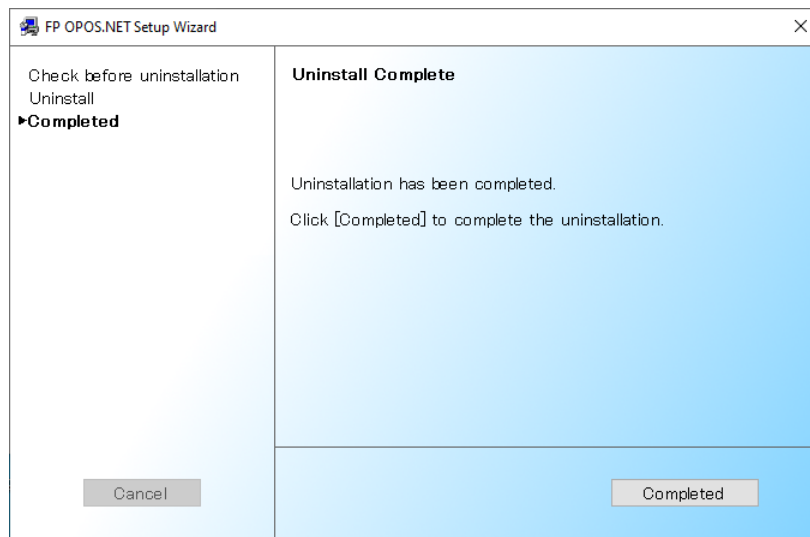 FP OPOS.NET Setup Wizard
Check before uninstallation
Uninstall
▶Completed
Uninstall Complete
Uninstallation has been completed.
Click [Completed] to complete the uninstallation.
Cancel
Completed